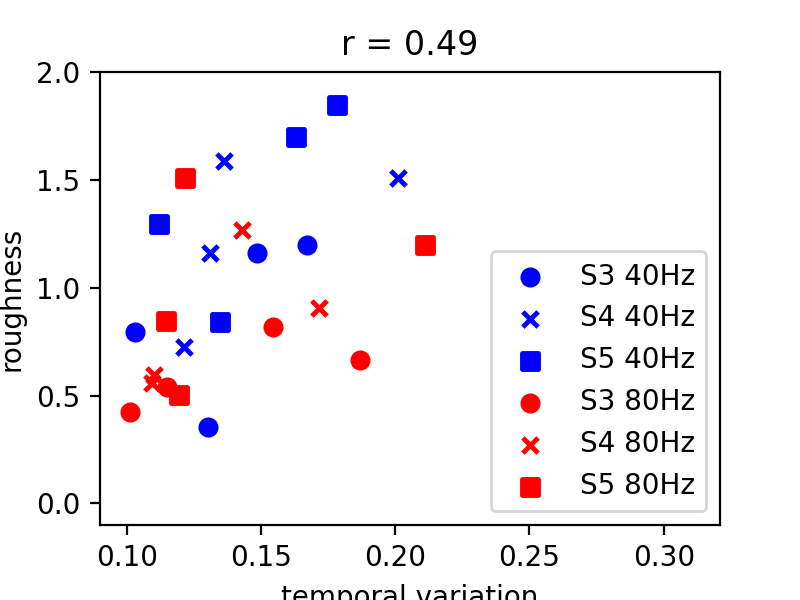 r = 0.49
2.0
1.5
1.0
0.5
0.0
roughness
S3 40Hz
S4 40Hz
S5 40Hz
S3 80Hz
S4 80Hz
S5 80Hz
0.10 0.15 0.20 0.25 0.30
temporal variation